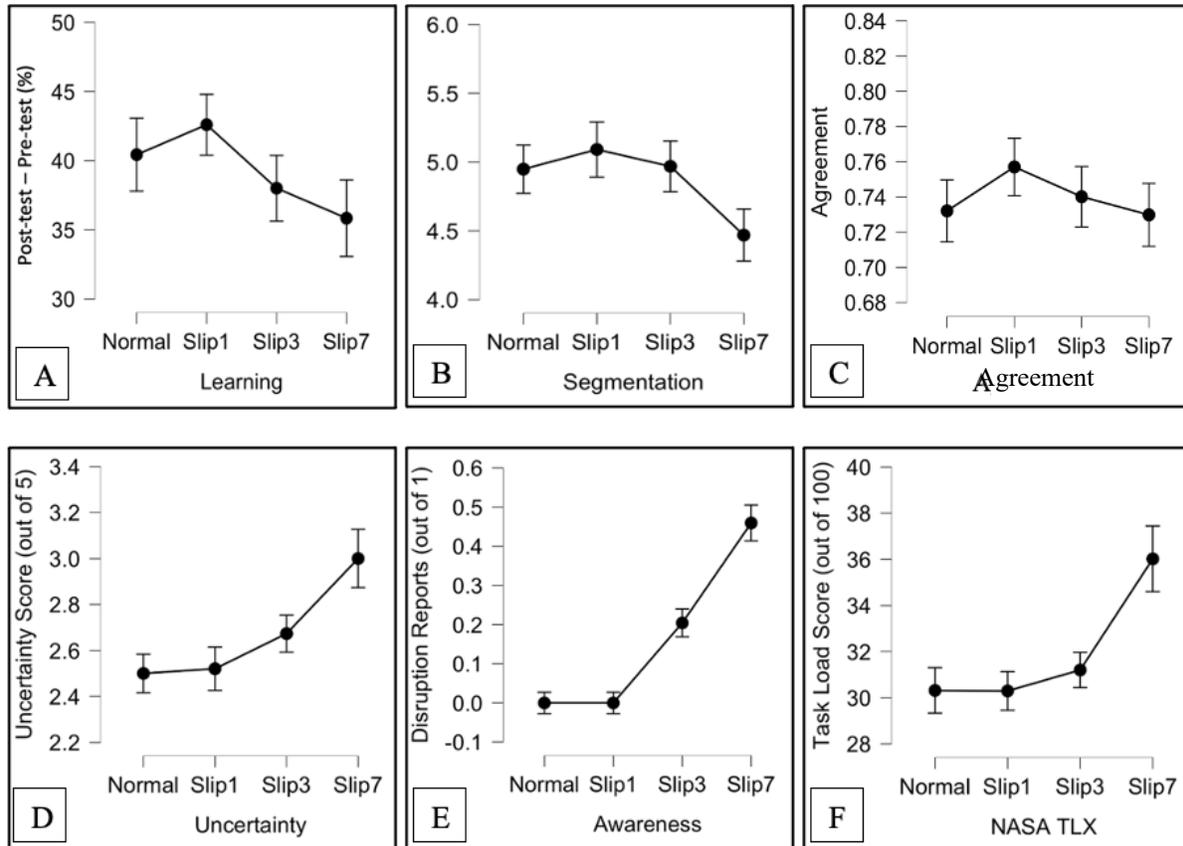 Post-test – Pre-test (%)
50
45
40
35
30
Normal Slip1 Slip3 Slip7
Learning
A
6.0
5.5
5.0
4.5
4.0
Normal Slip1 Slip3 Slip7
Segmentation
B
Agreement
0.84
0.82
0.80
0.78
0.76
0.74
0.72
0.70
0.68
Normal Slip1 Slip3 Slip7
A Agreement
C
Uncertainty Score (out of 5)
3.4
3.2
3.0
2.8
2.6
2.4
2.2
Normal Slip1 Slip3 Slip7
Uncertainty
D
Disruption Reports (out of 1)
0.6
0.5
0.4
0.3
0.2
0.1
0.0
-0.1
Normal Slip1 Slip3 Slip7
Awareness
E
Task Load Score (out of 100)
40
38
36
34
32
30
28
Normal Slip1 Slip3 Slip7
NASA TLX
F